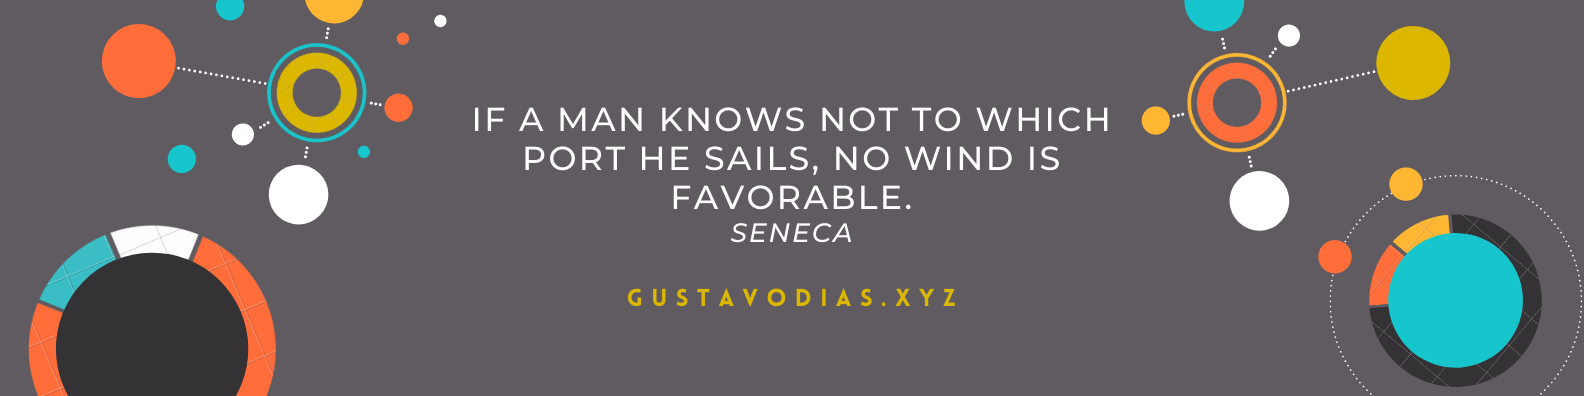 IF A MAN KNOWS NOT TO WHICH
PORT HE SAILS, NO WIND IS
FAVORABLE.
SENECA
GUSTAVODIAS.XYZ